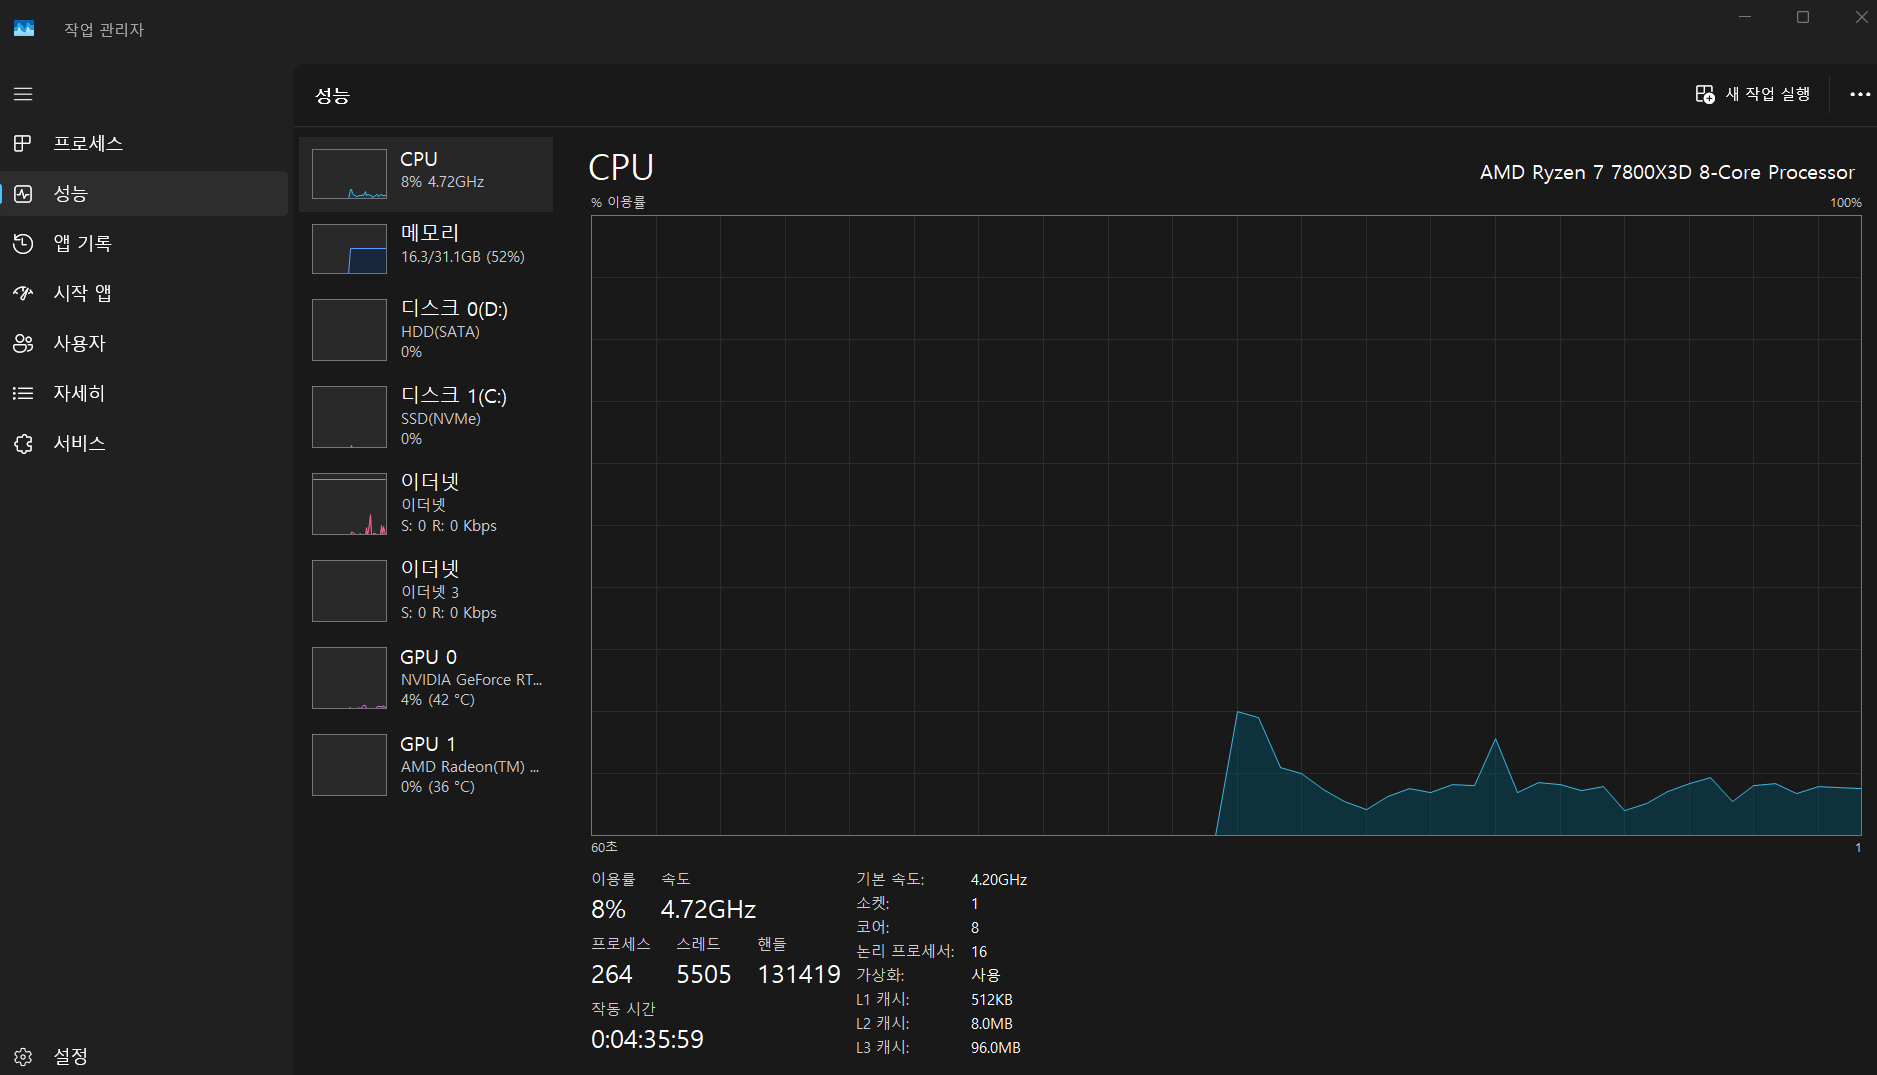 작업 관리자
프로세스
성능
앱 기록
시작 앱
사용자
자세히
서비스
설정
성능
새 작업 실행
CPU
8% 4.72GHz
메모리
16.3/31.1GB (52%)
디스크 0(D:)
HDD(SATA)
0%
디스크 1(C:)
SSD(NVMe)
0%
이더넷
이더넷
S: 0 R: 0 Kbps
이더넷
이더넷 3
S: 0 R: 0 Kbps
GPU 0
NVIDIA GeForce RT...
4% (42 °C)
GPU 1
AMD Radeon(TM) ...
0% (36 °C)
CPU
AMD Ryzen 7 7800X3D 8-Core Processor
% 이용률
100%
60초
1
이용률 속도
8% 4.72GHz
프로세스 스레드 핸들
264 5505 131419
작동 시간
0:04:35:59
기본 속도: 4.20GHz
소켓: 1
코어: 8
논리 프로세서: 16
가상화: 사용
L1 캐시: 512KB
L2 캐시: 8.0MB
L3 캐시: 96.0MB